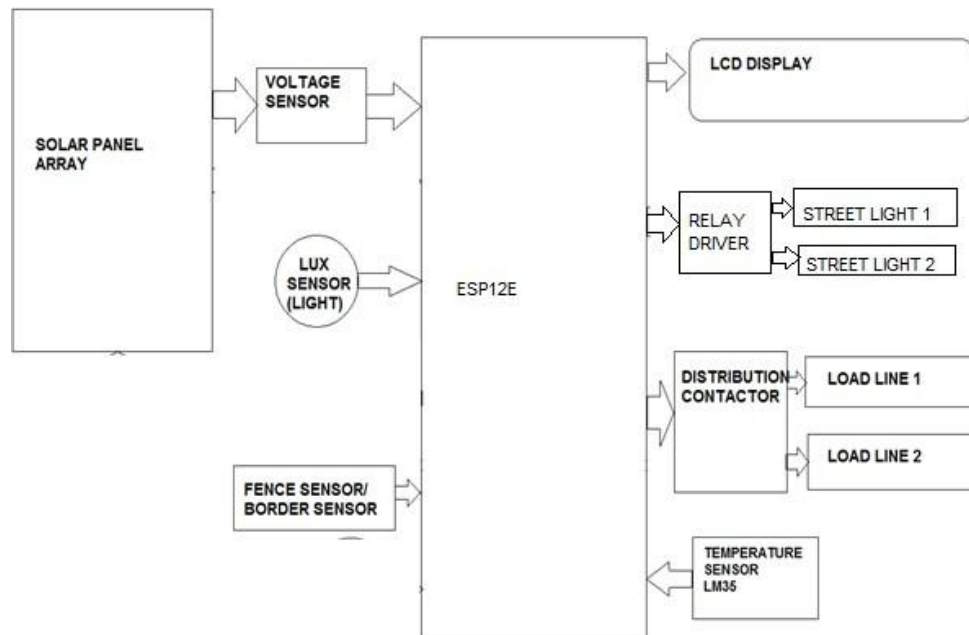 SOLAR PANEL
ARRAY
VOLTAGE
SENSOR
LUX
SENSOR
(LIGHT)
FENCE SENSOR/
BORDER SENSOR
ESP12E
LCD DISPLAY
RELAY
DRIVER
STREET LIGHT 1
STREET LIGHT 2
DISTRIBUTION
CONTACTOR
LOAD LINE 1
LOAD LINE 2
TEMPERATURE
SENSOR
LM35